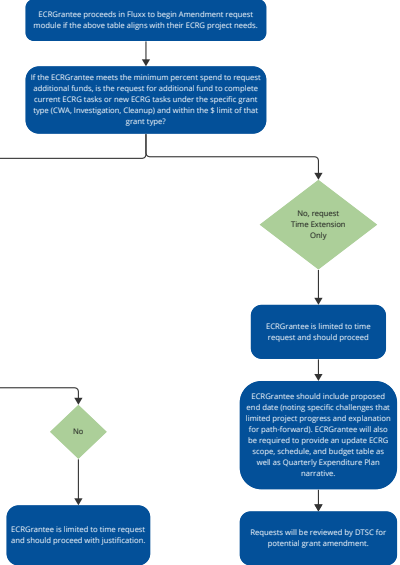 ECRGrantee proceeds in Fluxx to begin Amendment request
module if the above table aligns with their ECRG project needs.
If the ECRGrantee meets the minimum percent spend to request
additional funds, is the request for additional fund to complete
current ECRG tasks or new ECRG tasks under the specific grant
type (CWA, Investigation, Cleanup) and within the $ limit of that
grant type?
No, request
Time Extension
Only
ECRGrantee is limited to time
request and should proceed
ECRGrantee should include proposed
end date (noting specific challenges that
limited project progress and explanation
for path-forward). ECRGrantee will also
be required to provide an update ECRG
scope, schedule, and budget table as
well as Quarterly Expenditure Plan
narrative.
No
ECRGrantee is limited to time request
and should proceed with justification.
Requests will be reviewed by DTSC for
potential grant amendment.